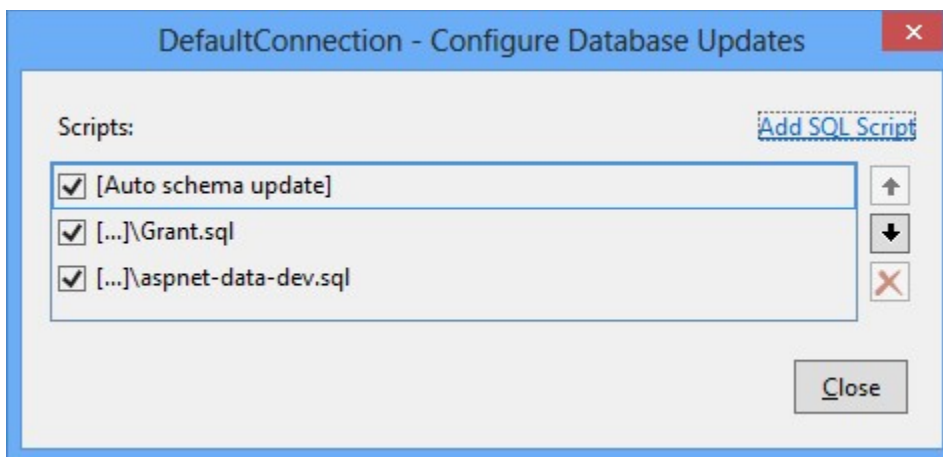 DefaultConnection - Configure Database Updates
Scripts: Add SQL Script
[Auto schema update]
[...]\Grant.sql
[...]\aspnet-data-dev.sql
Close